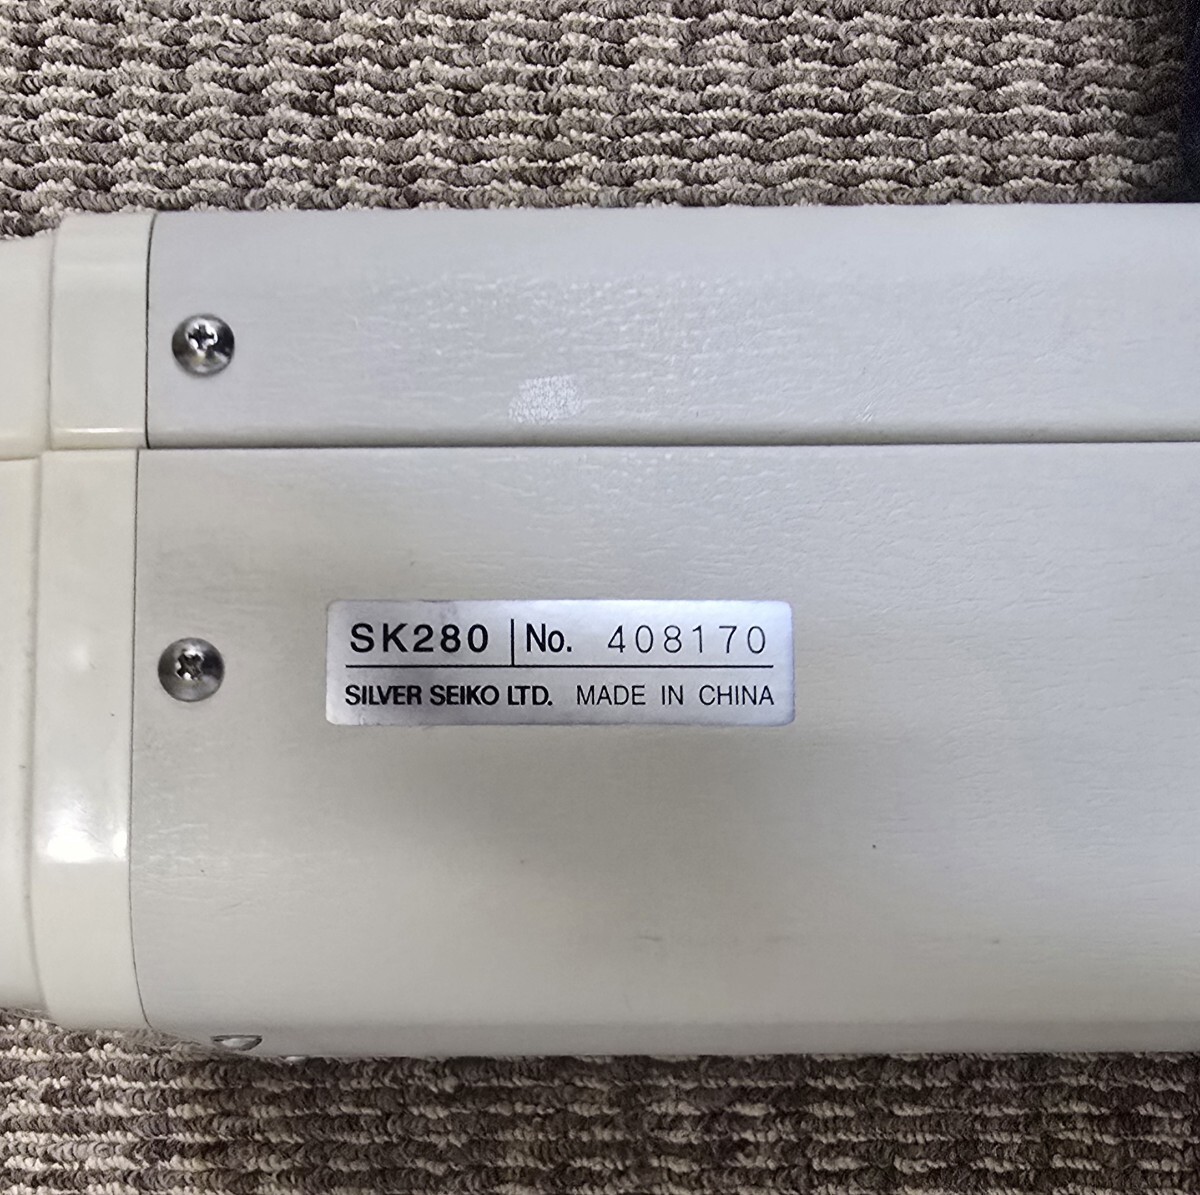 SK280 | No. 408170
SILVER SEIKO LTD. MADE IN CHINA